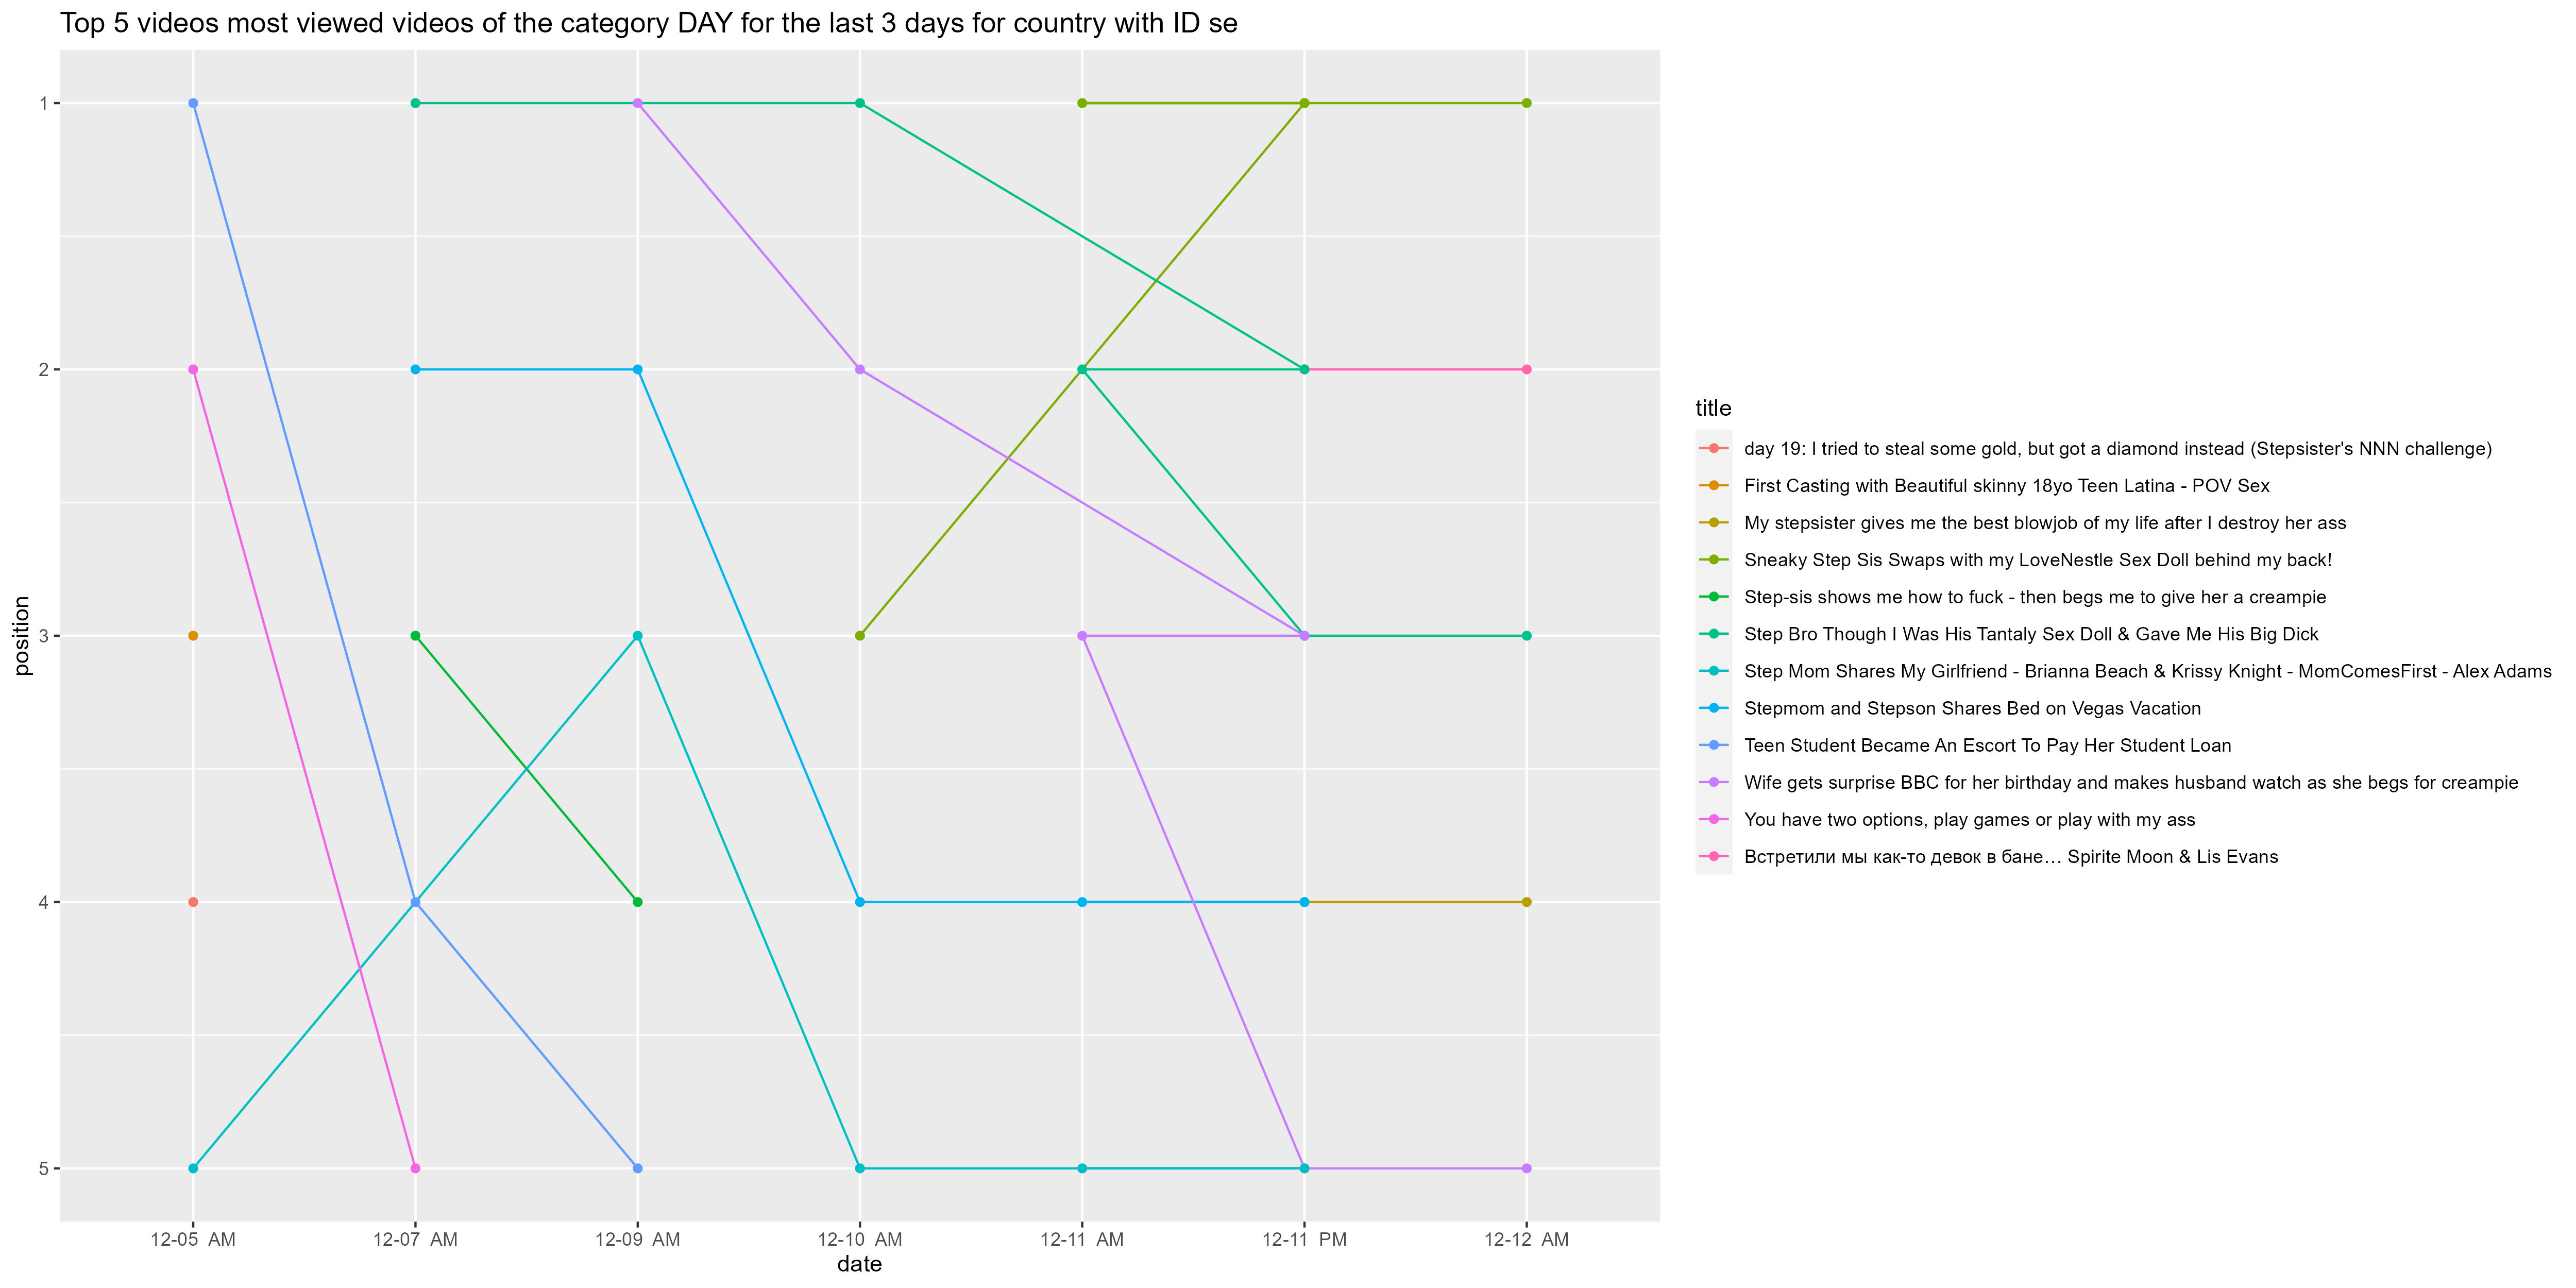 Top 5 videos most viewed videos of the category DAY for the last 3 days for country with ID se
1
2
3
4
5
position
12-05 AM
12-07 AM
12-09 AM
12-10 AM
12-11 AM
12-11 PM
12-12 AM
date
title
day 19: I tried to steal some gold, but got a diamond instead (Stepsister's NNN challenge)
First Casting with Beautiful skinny 18yo Teen Latina - POV Sex
My stepsister gives me the best blowjob of my life after I destroy her ass
Sneaky Step Sis Swaps with my LoveNestle Sex Doll behind my back!
Step-sis shows me how to fuck - then begs me to give her a creampie
Step Bro Though I Was His Tantaly Sex Doll & Gave Me His Big Dick
Step Mom Shares My Girlfriend - Brianna Beach & Krissy Knight - MomComesFirst - Alex Adams
Stepmom and Stepson Shares Bed on Vegas Vacation
Teen Student Became An Escort To Pay Her Student Loan
Wife gets surprise BBC for her birthday and makes husband watch as she begs for creampie
You have two options, play games or play with my ass
Встретили мы как-то девок в бане… Spirite Moon & Lis Evans